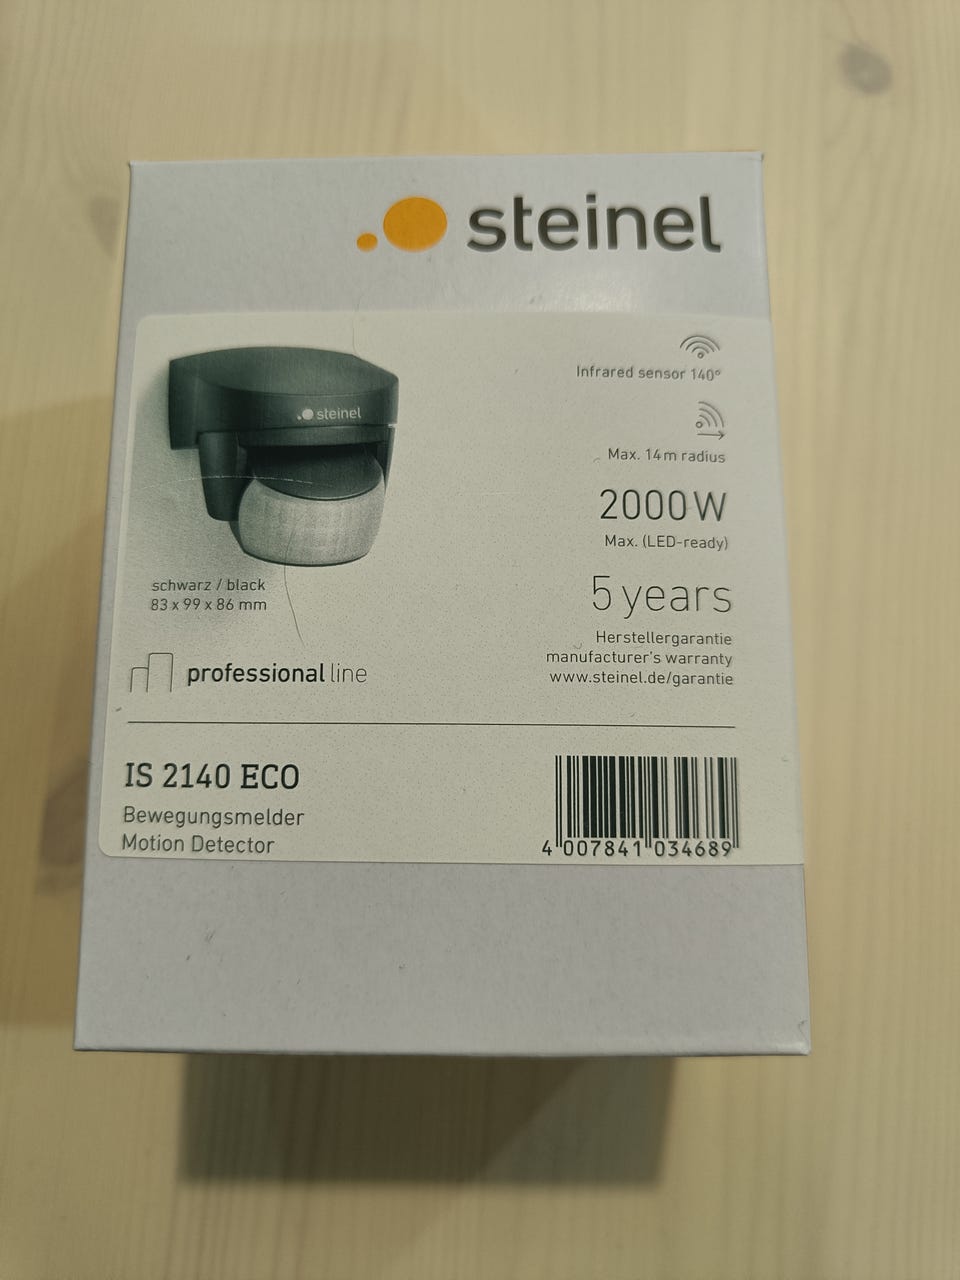 steinel
steinel
Infrared sensor 140°
Max. 14m radius
2000W
Max. (LED-ready)
schwarz / black
83 x 99 x 86 mm
5 years
Herstellergarantie
manufacturer's warranty
www.steinel.de/garantie
professional line
IS 2140 ECO
Bewegungsmelder
Motion Detector
4 007841 034689